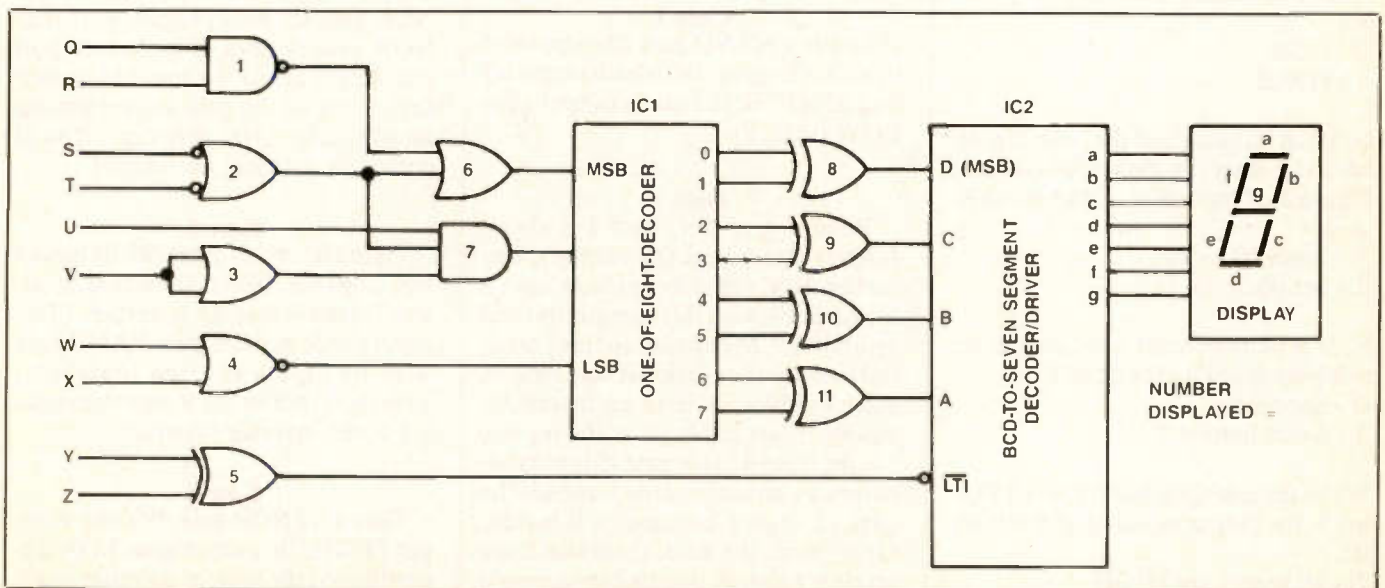 Q
R
1
S
T
2
U
V
3
W
X
4
Y
Z
5
6
7
IC1
MSB
LSB
ONE-OF-EIGHT-DECODER
0
1
2
3
4
5
6
7
8
9
10
11
IC2
D (MSB)
C
B
A
LTI
BCD-TO-SEVEN SEGMENT
DECODER/DRIVER
a
b
c
d
e
f
g
a
f
b
g
e
c
d
DISPLAY
NUMBER
DISPLAYED =